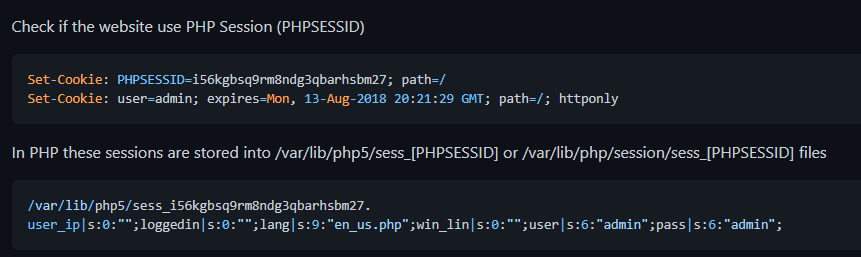 Check if the website use PHP Session (PHPSESSID)
Set-Cookie: PHPSESSID=i56kgbsq9rm8ndg3qbarhsbm27; path=/
Set-Cookie: user=admin; expires=Mon, 13-Aug-2018 20:21:29 GMT; path=/; httponly
In PHP these sessions are stored into /var/lib/php5/sess_[PHPSESSID] or /var/lib/php/session/sess_[PHPSESSID] files
/var/lib/php5/sess_i56kgbsq9rm8ndg3qbarhsbm27.
user_ip|s:0:"";loggedin|s:0:"";lang|s:9:"en_us.php";win_lin|s:0:"";user|s:6:"admin";pass|s:6:"admin";